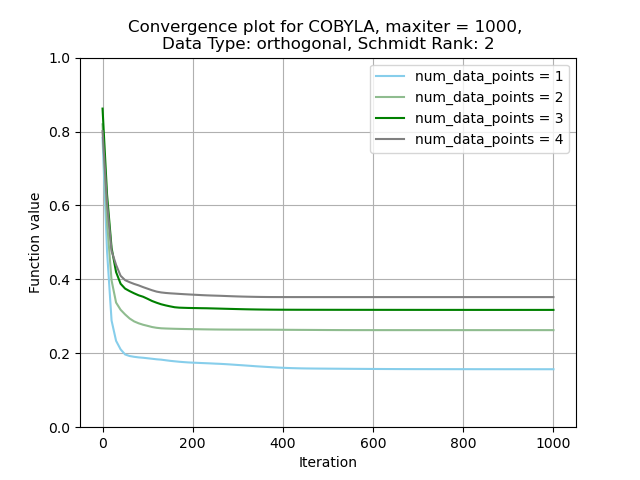 Convergence plot for COBYLA, maxiter = 1000,
Data Type: orthogonal, Schmidt Rank: 2
Function value
1.0
0.8
0.6
0.4
0.2
0.0
num_data_points = 1
num_data_points = 2
num_data_points = 3
num_data_points = 4
0
200
400
600
800
1000
Iteration